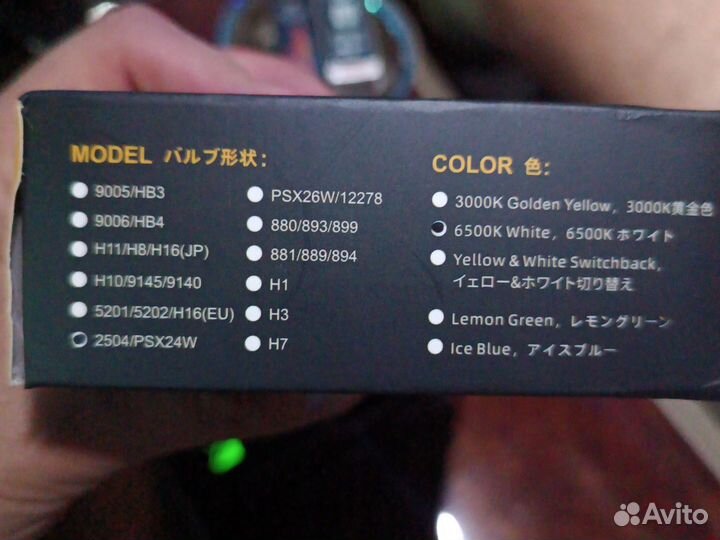 MODEL バルブ形状:
9005/HB3
9006/HB4
H11/H8/H16(JP)
H10/9145/9140
5201/5202/H16(EU)
2504/PSX24W
PSX26W/12278
880/893/899
881/889/894
H1
H3
H7
COLOR 色:
3000K Golden Yellow, 3000K黄金色
6500K White, 6500K ホワイト
Yellow & White Switchback,
イェロー&ホワイト切り替え
Lemon Green, レモングリーン
Ice Blue, アイスブルー
Avito